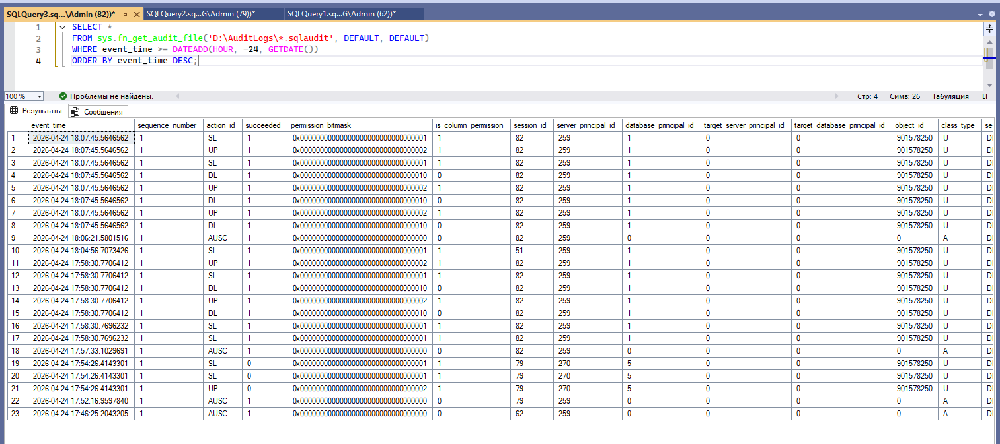 SQLQuery3.sq...\Admin (82))* SQLQuery2.sq...G\Admin (79))* SQLQuery1.sq...G\Admin (62))*
1 SELECT *
2 FROM sys.fn_get_audit_file('D:\AuditLogs\*.sqlaudit', DEFAULT, DEFAULT)
3 WHERE event_time >= DATEADD(HOUR, -24, GETDATE())
4 ORDER BY event_time DESC;
100 % Проблемы не найдены. Стр: 4 Симв: 26 Табуляция LF
Результаты Сообщения
event_time sequence_number action_id succeeded permission_bitmask is_column_permission session_id server_principal_id database_principal_id target_server_principal_id target_database_principal_id object_id class_type se
1 2026-04-24 18:07:45.5646562 1 SL 1 0x00000000000000000000000000000001 1 82 259 1 0 0 901578250 U D
2 2026-04-24 18:07:45.5646562 1 UP 1 0x00000000000000000000000000000002 1 82 259 1 0 0 901578250 U D
3 2026-04-24 18:07:45.5646562 1 SL 1 0x00000000000000000000000000000001 1 82 259 1 0 0 901578250 U D
4 2026-04-24 18:07:45.5646562 1 DL 1 0x00000000000000000000000000000010 0 82 259 1 0 0 901578250 U D
5 2026-04-24 18:07:45.5646562 1 UP 1 0x00000000000000000000000000000002 1 82 259 1 0 0 901578250 U D
6 2026-04-24 18:07:45.5646562 1 DL 1 0x00000000000000000000000000000010 0 82 259 1 0 0 901578250 U D
7 2026-04-24 18:07:45.5646562 1 UP 1 0x00000000000000000000000000000002 1 82 259 1 0 0 901578250 U D
8 2026-04-24 18:07:45.5646562 1 DL 1 0x00000000000000000000000000000010 0 82 259 1 0 0 901578250 U D
9 2026-04-24 18:06:21.5801516 1 AUSC 1 0x00000000000000000000000000000000 0 82 259 0 0 0 0 A D
10 2026-04-24 18:04:56.7073426 1 SL 1 0x00000000000000000000000000000001 1 51 259 1 0 0 901578250 U D
11 2026-04-24 17:58:30.7706412 1 UP 1 0x00000000000000000000000000000002 1 82 259 1 0 0 901578250 U D
12 2026-04-24 17:58:30.7706412 1 SL 1 0x00000000000000000000000000000001 1 82 259 1 0 0 901578250 U D
13 2026-04-24 17:58:30.7706412 1 DL 1 0x00000000000000000000000000000010 0 82 259 1 0 0 901578250 U D
14 2026-04-24 17:58:30.7706412 1 UP 1 0x00000000000000000000000000000002 1 82 259 1 0 0 901578250 U D
15 2026-04-24 17:58:30.7706412 1 DL 1 0x00000000000000000000000000000010 0 82 259 1 0 0 901578250 U D
16 2026-04-24 17:58:30.7696232 1 SL 1 0x00000000000000000000000000000001 1 82 259 1 0 0 901578250 U D
17 2026-04-24 17:58:30.7696232 1 SL 1 0x00000000000000000000000000000001 1 82 259 1 0 0 901578250 U D
18 2026-04-24 17:57:33.1029691 1 AUSC 1 0x00000000000000000000000000000000 0 82 259 0 0 0 0 A D
19 2026-04-24 17:54:26.4143301 1 SL 0 0x00000000000000000000000000000001 1 79 270 5 0 0 901578250 U D
20 2026-04-24 17:54:26.4143301 1 SL 0 0x00000000000000000000000000000001 1 79 270 5 0 0 901578250 U D
21 2026-04-24 17:54:26.4143301 1 UP 0 0x00000000000000000000000000000002 1 79 270 5 0 0 901578250 U D
22 2026-04-24 17:52:16.9597840 1 AUSC 1 0x00000000000000000000000000000000 0 79 259 0 0 0 0 A D
23 2026-04-24 17:46:25.2043205 1 AUSC 1 0x00000000000000000000000000000000 0 62 259 0 0 0 0 A D